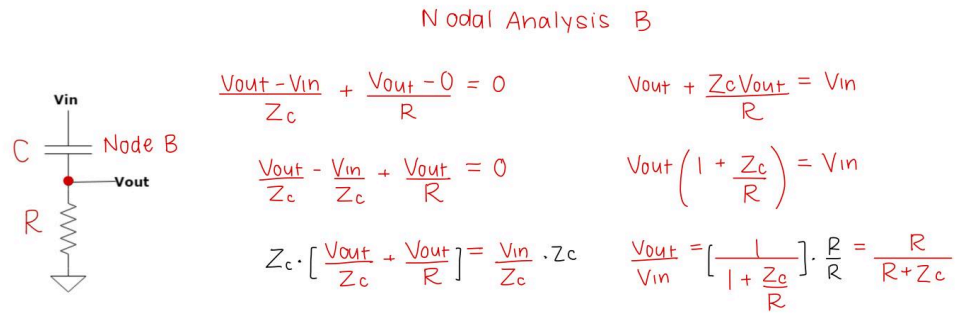 Nodal Analysis B
Vin
C
Node B
Vout
R
(Vout - Vin)/Zc + (Vout - 0)/R = 0
Vout/Zc - Vin/Zc + Vout/R = 0
Zc · [Vout/Zc + Vout/R] = Vin/Zc · Zc
Vout + ZcVout/R = Vin
Vout(1 + Zc/R) = Vin
Vout/Vin = [1/(1 + Zc/R)] · R/R = R/(R + Zc)